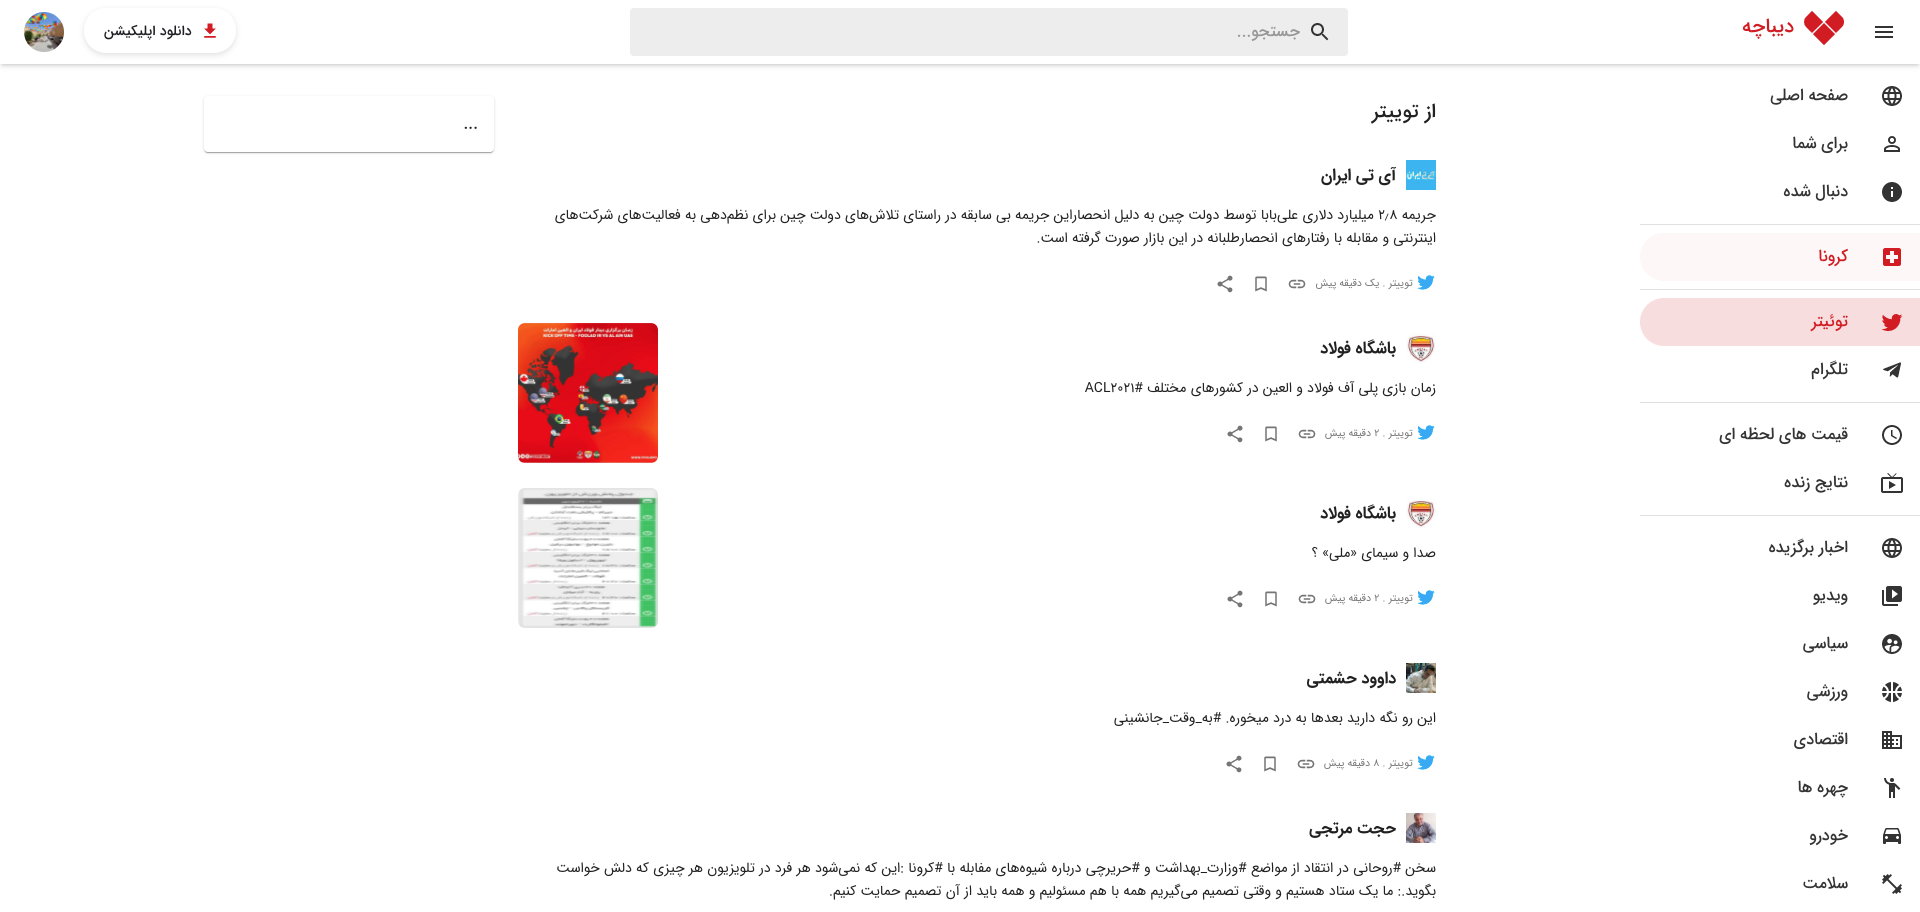 دیباچه
جستجو...
دانلود اپلیکیشن
صفحه اصلی
برای شما
دنبال شده
کرونا
توئیتر
تلگرام
قیمت های لحظه ای
نتایج زنده
اخبار برگزیده
ویدیو
سیاسی
ورزشی
اقتصادی
چهره ها
خودرو
سلامت
از توییتر
آی تی ایران
جریمه ۲٫۸ میلیارد دلاری علی‌بابا توسط دولت چین به دلیل انحصاراین جریمه بی سابقه در راستای تلاش‌های دولت چین برای نظم‌دهی به فعالیت‌های شرکت‌های
اینترنتی و مقابله با رفتارهای انحصارطلبانه در این بازار صورت گرفته است.
توییتر . یک دقیقه پیش
باشگاه فولاد
زمان بازی پلی آف فولاد و العین در کشورهای مختلف #ACL۲۰۲۱
توییتر . ۲ دقیقه پیش
باشگاه فولاد
صدا و سیمای «ملی» ؟
توییتر . ۲ دقیقه پیش
داوود حشمتی
این رو نگه دارید بعدها به درد میخوره. #به_وقت_جانشینی
توییتر . ۸ دقیقه پیش
حجت مرتجی
سخن #روحانی در انتقاد از مواضع #وزارت_بهداشت و #حریرچی درباره شیوه‌های مفابله با #کرونا :این که نمی‌شود هر فرد در تلویزیون هر چیزی که دلش خواست
بگوید.: ما یک ستاد هستیم و وقتی تصمیم می‌گیریم همه با هم مسئولیم و همه باید از آن تصمیم حمایت کنیم.
...